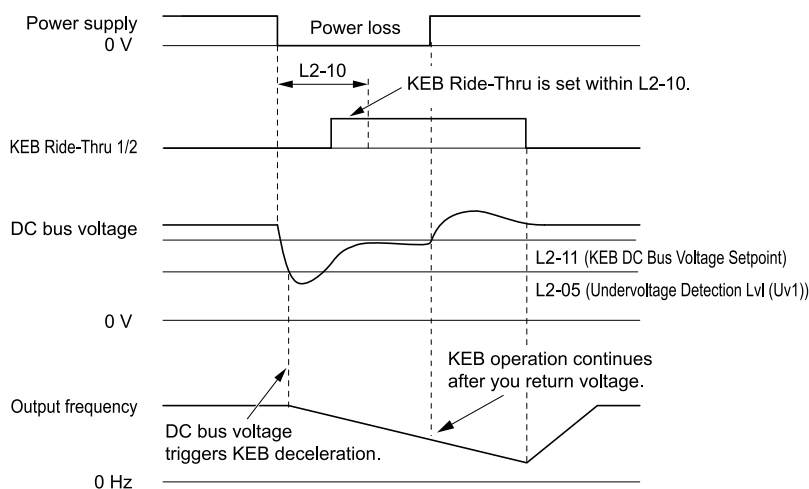 Power supply
0 V
Power loss
L2-10
KEB Ride-Thru is set within L2-10.
KEB Ride-Thru 1/2
DC bus voltage
L2-11 (KEB DC Bus Voltage Setpoint)
L2-05 (Undervoltage Detection Lvl (Uv1))
0 V
KEB operation continues
after you return voltage.
Output frequency
DC bus voltage
triggers KEB deceleration.
0 Hz